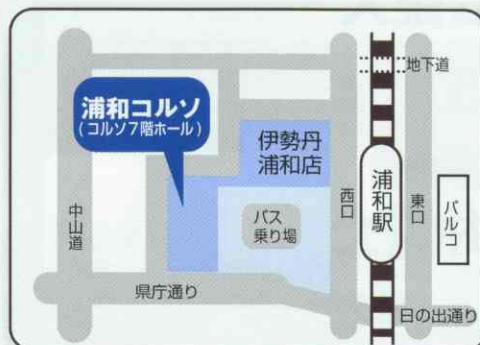 地下道
浦和コルソ
(コルソ7階ホール)
伊勢丹
浦和店
中山道
バス
乗り場
西口
浦和駅
東口
パルコ
県庁通り
日の出通り